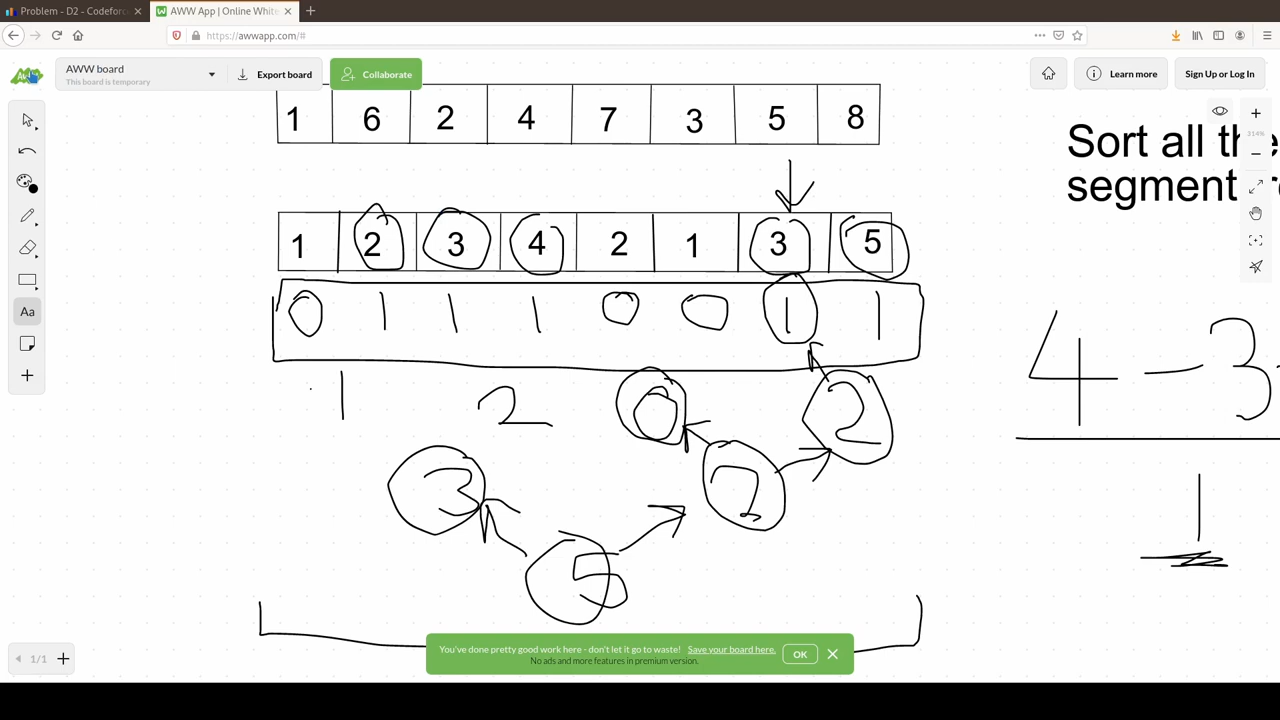 Problem - D2 - Codeforc
AWW App | Online White
https://awwapp.com/#
AWW board
This board is temporary
Export board
Collaborate
Learn more
Sign Up or Log In
1 6 2 4 7 3 5 8
Sort all the
segment
314%
1 2 3 4 2 1 3 5
0 1 1 1 0 0 1 1
Aa
1 2 0 2
4 - 3
3 2
1
5
You've done pretty good work here - don't let it go to waste! Save your board here.
No ads and more features in premium version.
OK
1/1